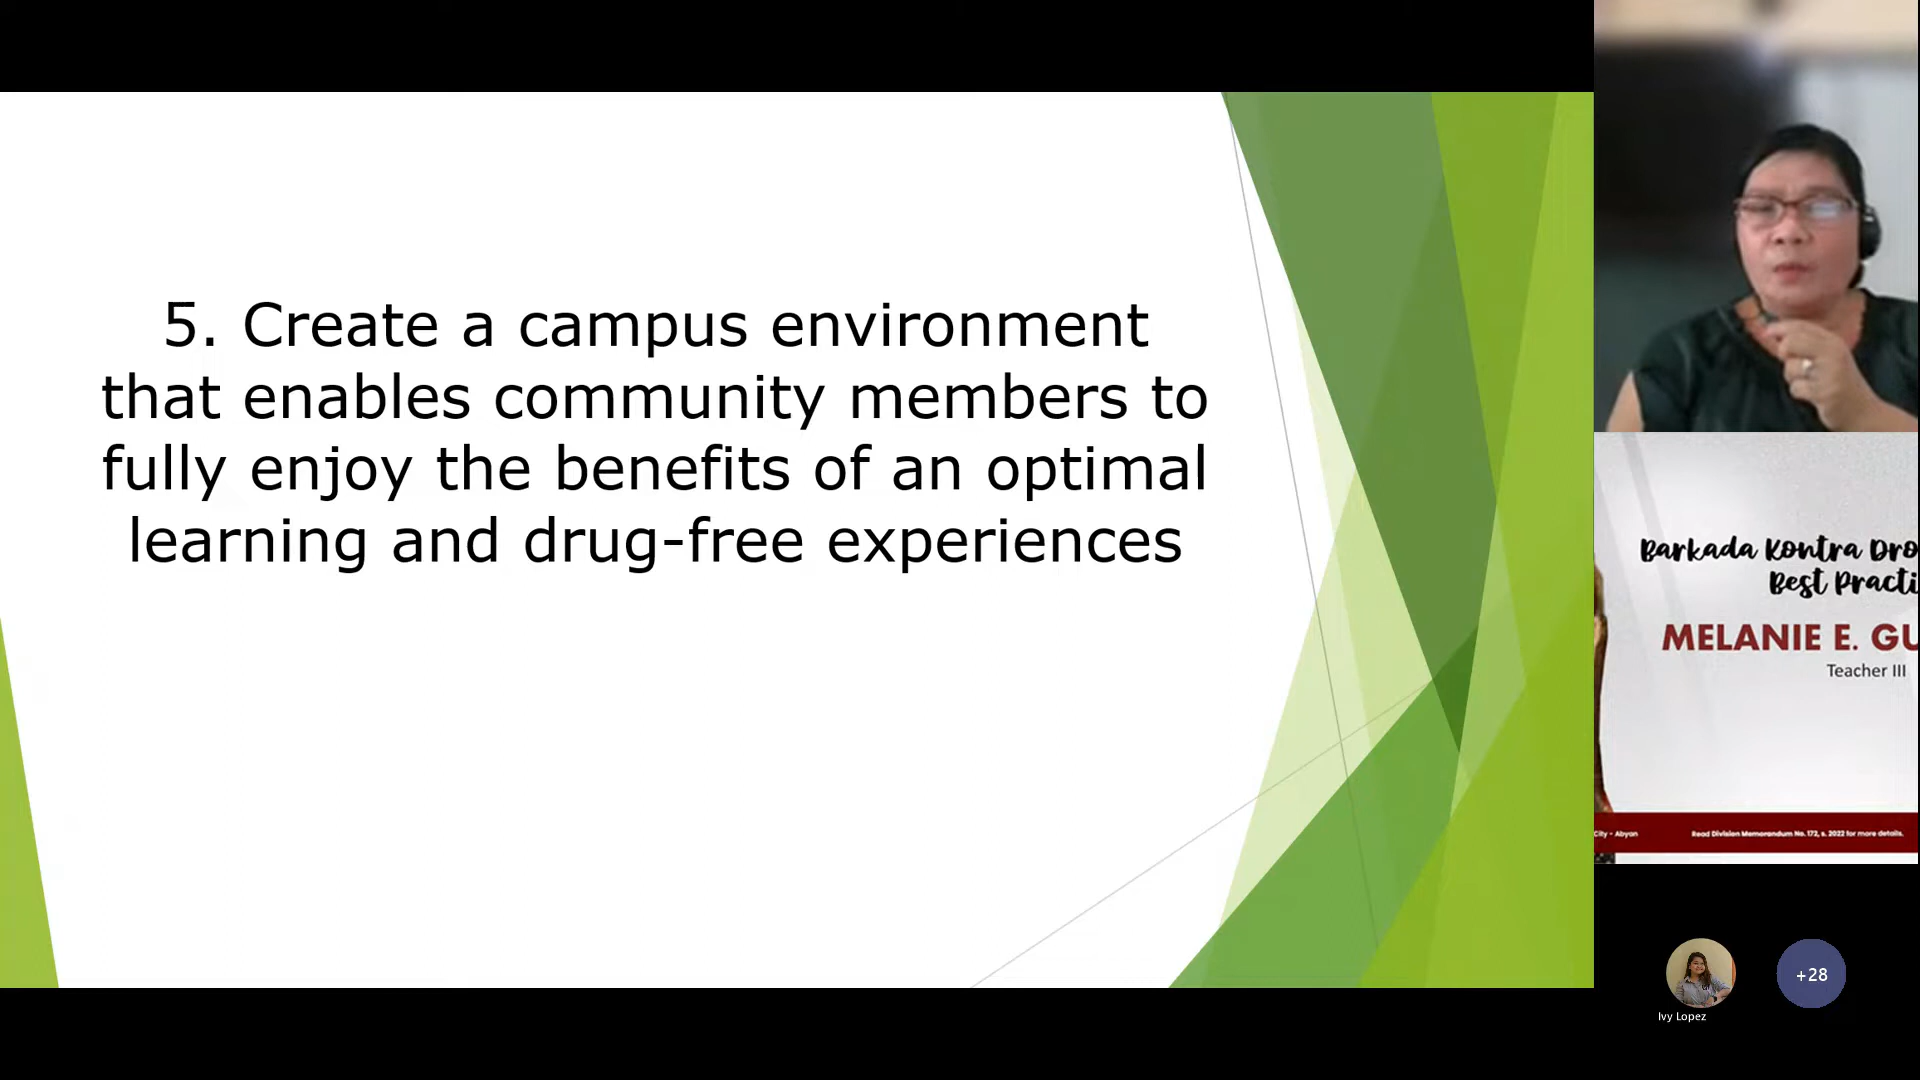 5. Create a campus environment
that enables community members to
fully enjoy the benefits of an optimal
learning and drug-free experiences
Barkada Kontra Dro
Best Practi
MELANIE E. GU
Teacher III
City - Abyan
Read Division Memorandum No. 172, s. 2022 for more details.
Ivy Lopez
+28